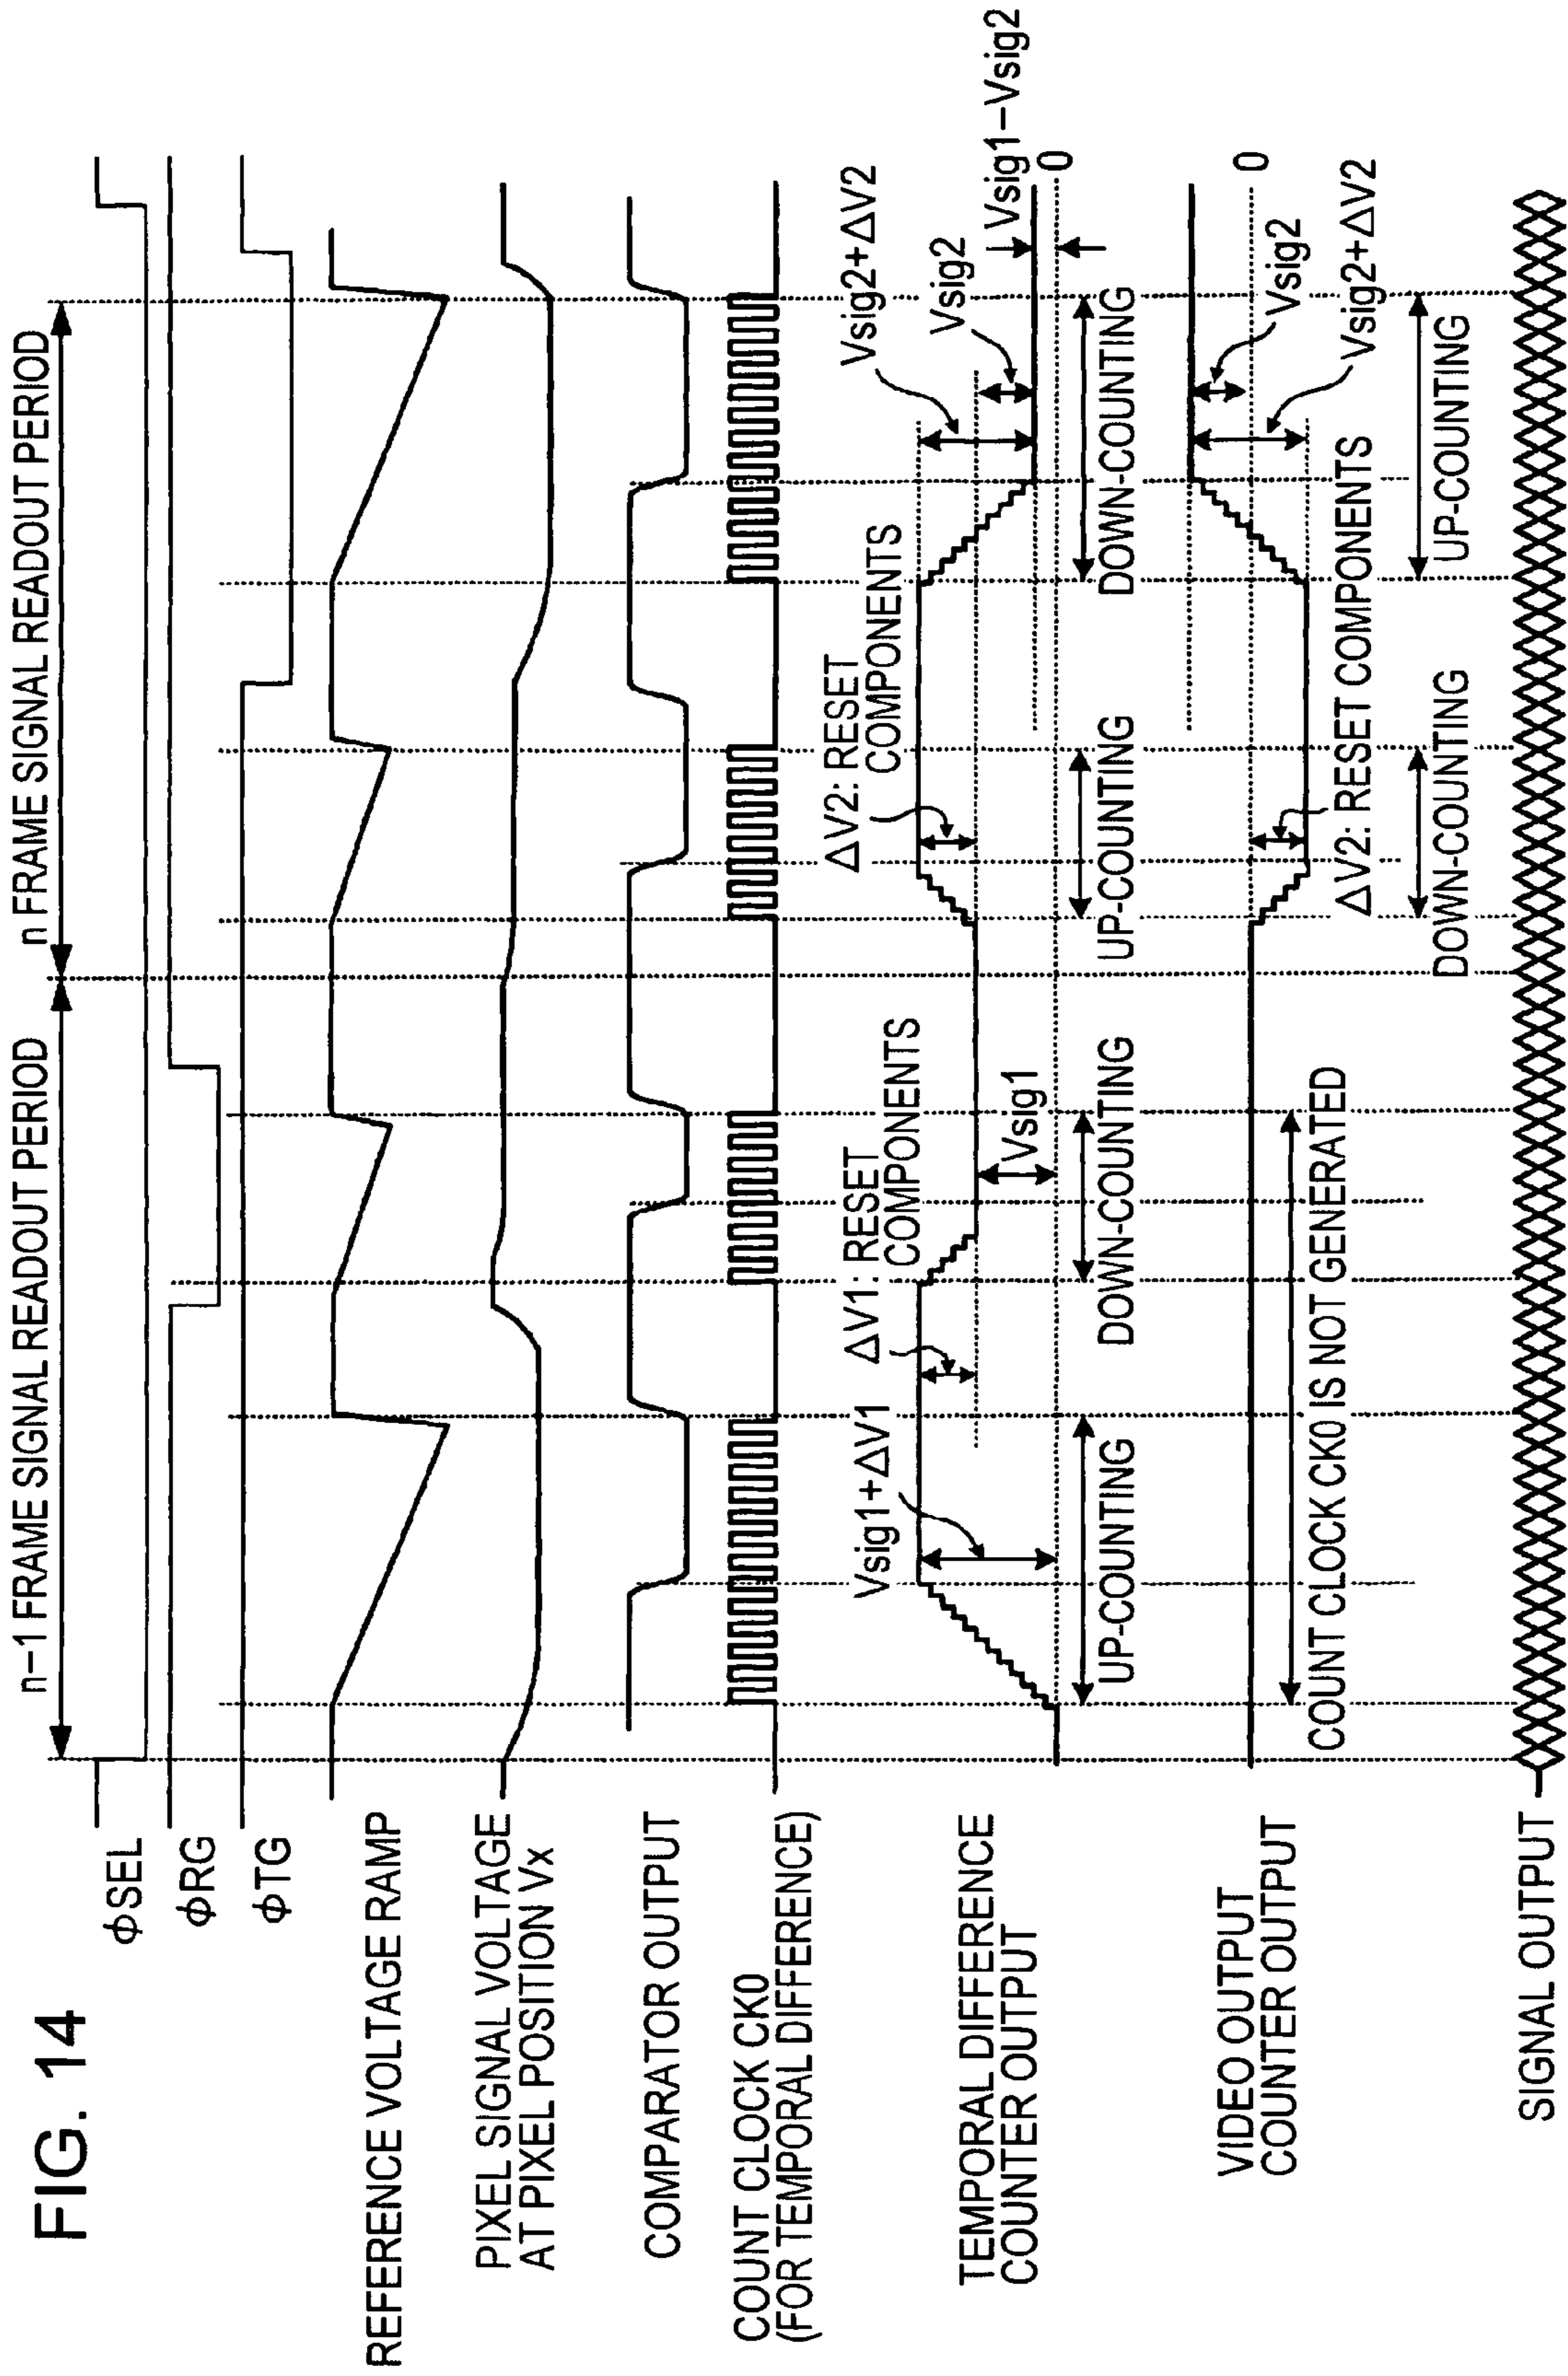 FIG. 14
n−1 FRAME SIGNAL READOUT PERIOD
n FRAME SIGNAL READOUT PERIOD
ϕSEL
ϕRG
ϕTG
REFERENCE VOLTAGE RAMP
PIXEL SIGNAL VOLTAGE
AT PIXEL POSITION Vx
COMPARATOR OUTPUT
COUNT CLOCK CK0
(FOR TEMPORAL DIFFERENCE)
TEMPORAL DIFFERENCE
COUNTER OUTPUT
Vsig1+ΔV1
ΔV1: RESET
COMPONENTS
Vsig1
ΔV2: RESET
COMPONENTS
Vsig2+ΔV2
Vsig2
Vsig1−Vsig2
0
UP-COUNTING
DOWN-COUNTING
UP-COUNTING
DOWN-COUNTING
VIDEO OUTPUT
COUNTER OUTPUT
0
COUNT CLOCK CK0 IS NOT GENERATED
ΔV2: RESET COMPONENTS
Vsig2
Vsig2+ΔV2
DOWN-COUNTING
UP-COUNTING
SIGNAL OUTPUT